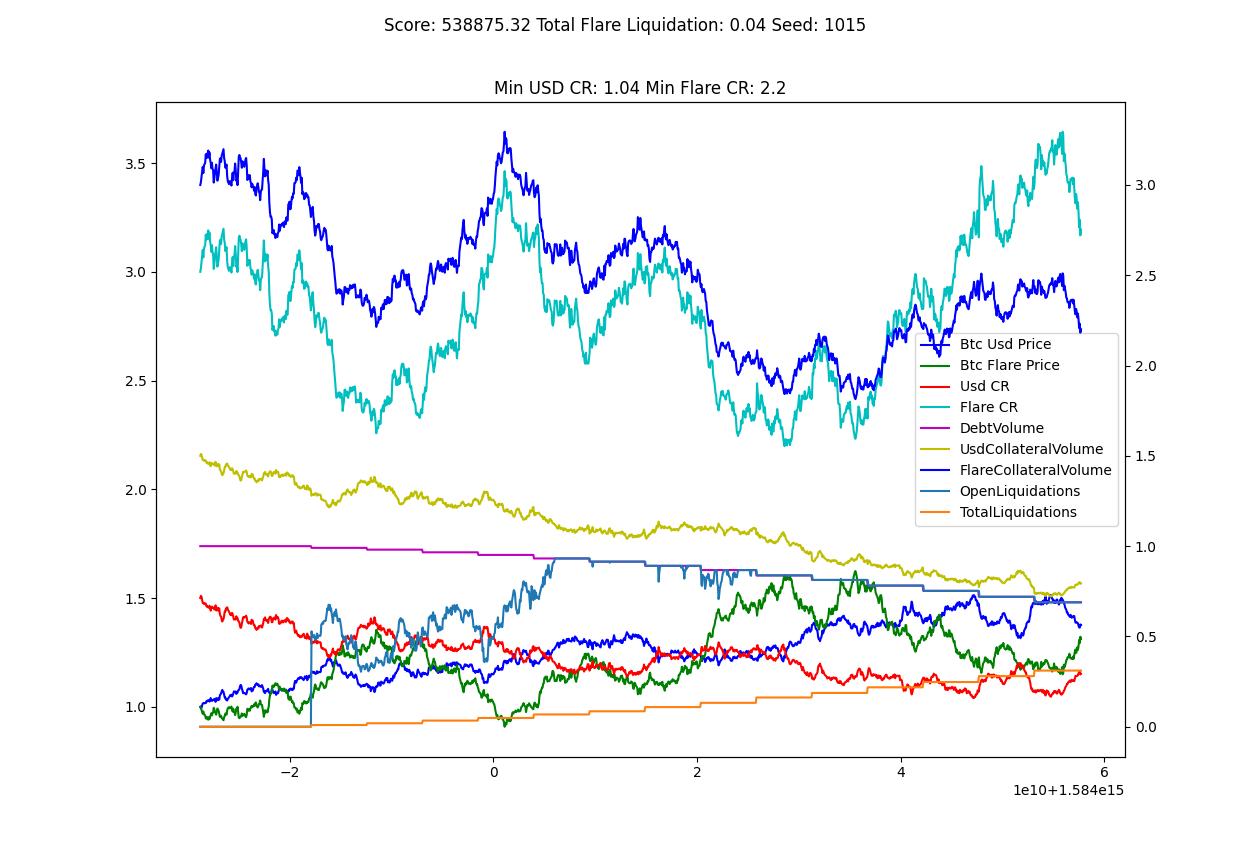 Score: 538875.32 Total Flare Liquidation: 0.04 Seed: 1015
Min USD CR: 1.04 Min Flare CR: 2.2
3.5
3.0
2.5
2.0
1.5
1.0
3.0
2.5
2.0
1.5
1.0
0.5
0.0
Btc Usd Price
Btc Flare Price
Usd CR
Flare CR
DebtVolume
UsdCollateralVolume
FlareCollateralVolume
OpenLiquidations
TotalLiquidations
−2 0 2 4 6
1e10+1.584e15